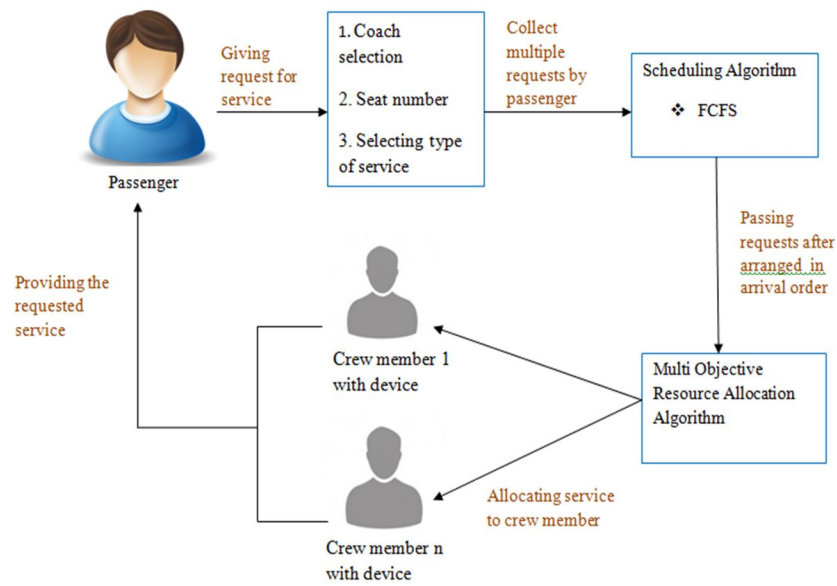 Giving
request for
service
1. Coach
selection
2. Seat number
3. Selecting type
of service
Collect
multiple
requests by
passenger
Scheduling Algorithm
❖ FCFS
Passenger
Passing
requests after
arranged in
arrival order
Providing the
requested
service
Crew member 1
with device
Multi Objective
Resource Allocation
Algorithm
Allocating service
to crew member
Crew member n
with device